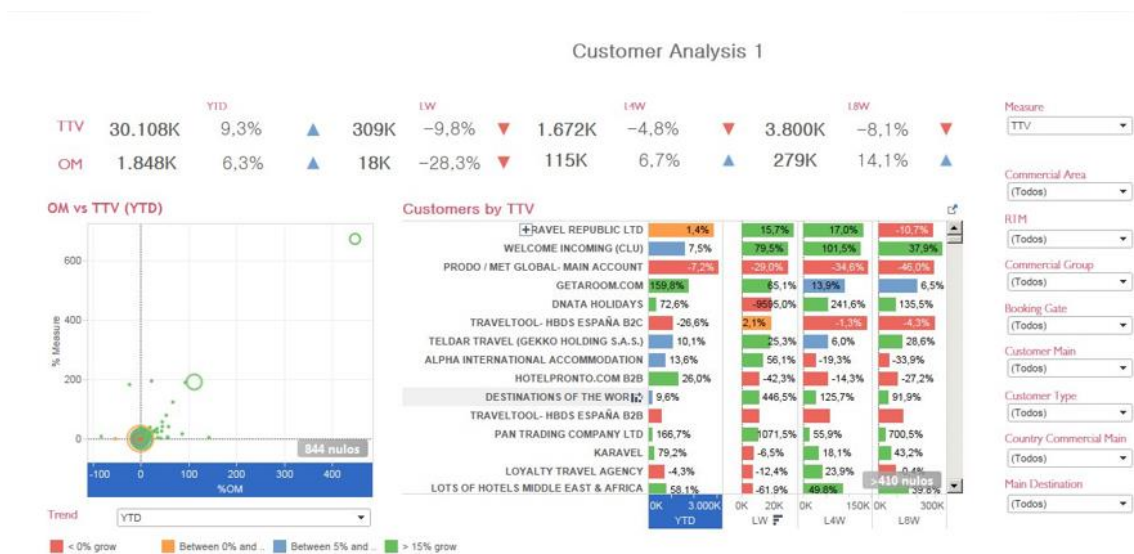 Customer Analysis 1
YTD LW L4W L8W
TTV 30.108K 9,3% ▲ 309K -9,8% ▼ 1.672K -4,8% ▼ 3.800K -8,1% ▼
OM 1.848K 6,3% ▲ 18K -28,3% ▼ 115K 6,7% ▲ 279K 14,1% ▲
Measure
TTV
Commercial Area
(Todos)
RTM
(Todos)
Commercial Group
(Todos)
Booking Gate
(Todos)
Customer Main
(Todos)
Customer Type
(Todos)
Country Commercial Main
(Todos)
Main Destination
(Todos)
OM vs TTV (YTD)
% Measure
600
400
200
0
844 nulos
-100 0 100 200 300 400
%OM
Trend YTD
Customers by TTV
RAVEL REPUBLIC LTD 1,4% 15,7% 17,0% -10,7%
WELCOME INCOMING (CLU) 7,5% 79,5% 101,5% 37,9%
PRODO / MET GLOBAL- MAIN ACCOUNT -7,2% -29,0% -34,6% -46,0%
GETAROOM.COM 159,8% 65,1% 13,9% 6,5%
DNATA HOLIDAYS 72,6% 241,6% 135,5%
TRAVELTOOL- HBDS ESPAÑA B2C -26,6% 2,1% -1,3% -4,3%
TELDAR TRAVEL (GEKKO HOLDING S.A.S.) 10,1% 25,3% 6,0% 28,6%
ALPHA INTERNATIONAL ACCOMMODATION 13,6% 56,1% -19,3% -33,9%
HOTELPRONTO.COM B2B 26,0% -42,3% -14,3% -27,2%
DESTINATIONS OF THE WOR 9,6% 446,5% 125,7% 91,9%
TRAVELTOOL- HBDS ESPAÑA B2B
PAN TRADING COMPANY LTD 166,7% 1071,5% 55,9% 700,5%
KARAVEL 79,2% -6,5% 18,1% 43,2%
LOYALTY TRAVEL AGENCY -4,3% -12,4% 23,9% -0,4%
LOTS OF HOTELS MIDDLE EAST & AFRICA 58,1% -61,9% 49,8% 39,8%
>410 nulos
0K 3.000K 0K 20K 0K 150K 0K 300K
YTD LW L4W L8W
< 0% grow Between 0% and .. Between 5% and .. > 15% grow